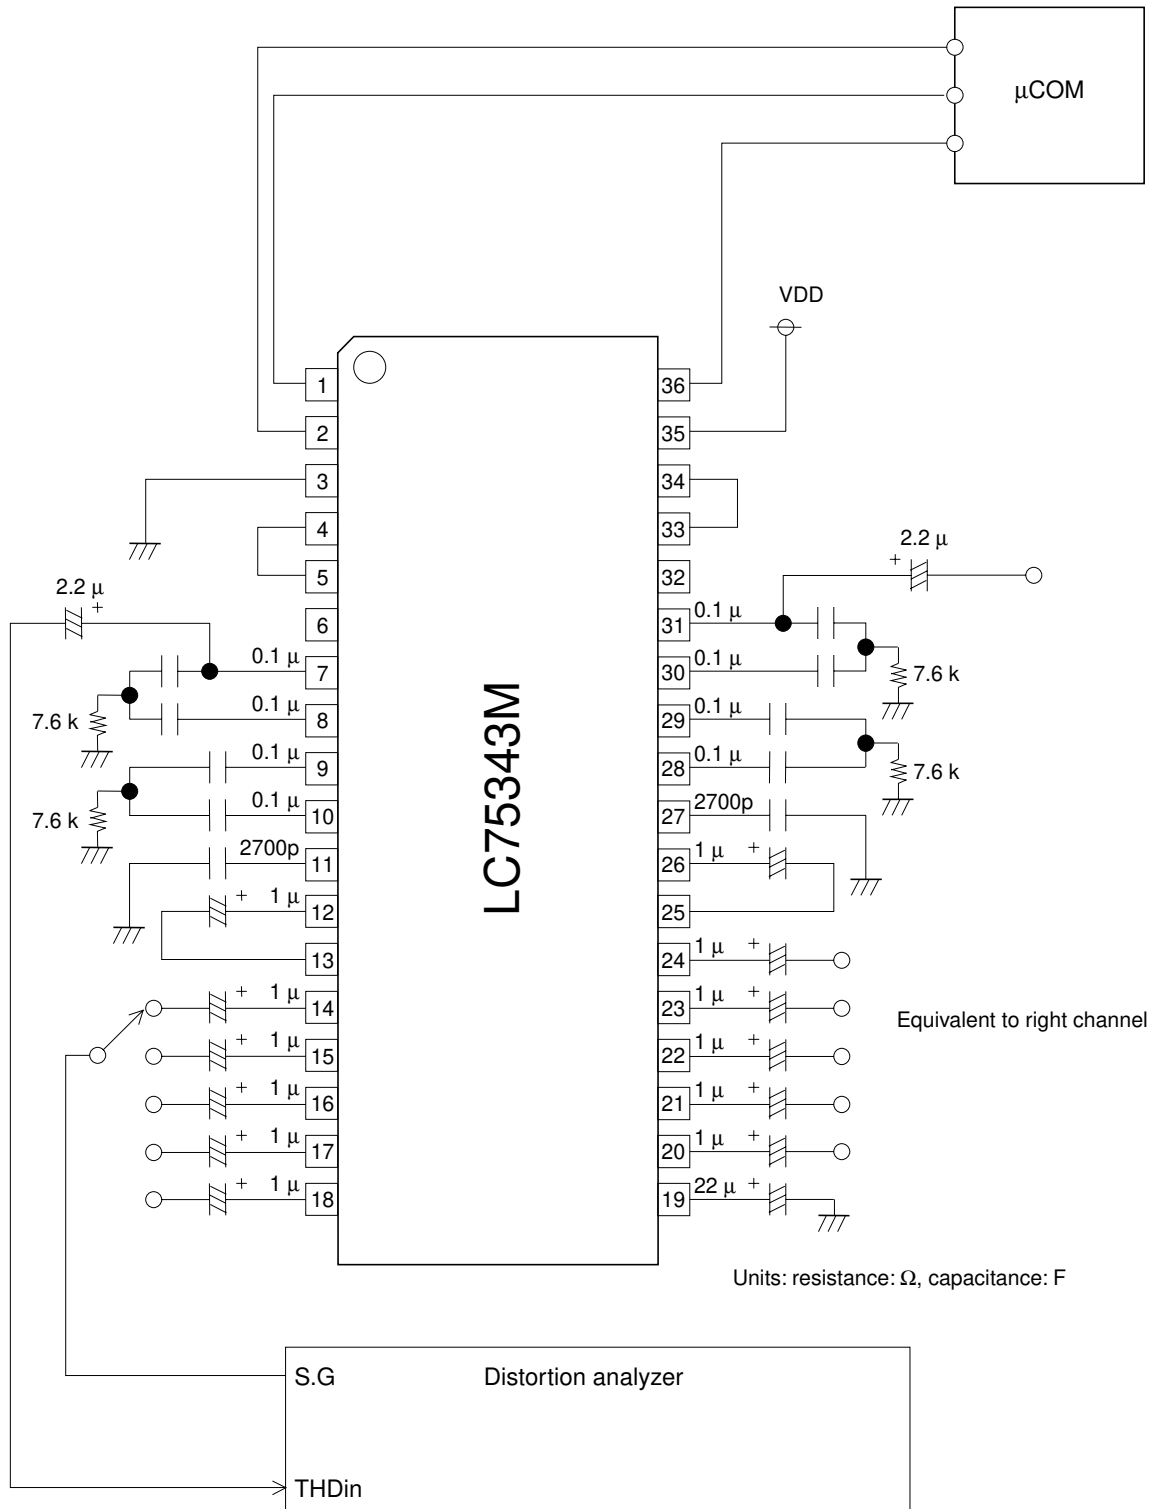 μCOM
VDD
1
2
3
4
5
6
7
8
9
10
11
12
13
14
15
16
17
18
36
35
34
33
32
31
30
29
28
27
26
25
24
23
22
21
20
19
LC75343M
2.2 μ
+
0.1 μ
0.1 μ
7.6 k
0.1 μ
0.1 μ
7.6 k
2700p
+ 1 μ
+ 1 μ
+ 1 μ
+ 1 μ
+ 1 μ
+ 1 μ
2.2 μ
+
0.1 μ
0.1 μ
7.6 k
0.1 μ
0.1 μ
7.6 k
2700p
1 μ +
1 μ +
1 μ +
1 μ +
1 μ +
1 μ +
22 μ +
Equivalent to right channel
Units: resistance: Ω, capacitance: F
S.G
Distortion analyzer
THDin